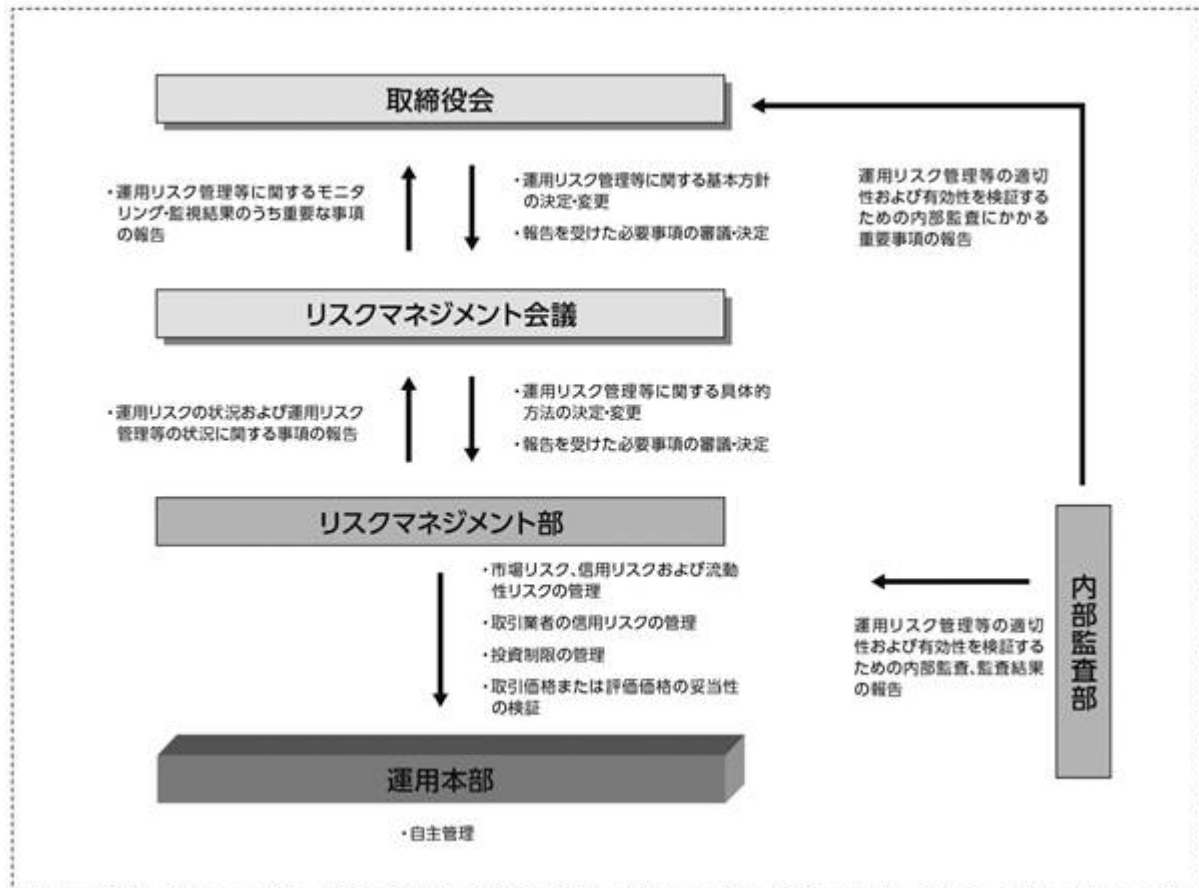 取締役会
・運用リスク管理等に関するモニタ
リング・監視結果のうち重要な事項
の報告
・運用リスク管理等に関する基本方針
の決定・変更
・報告を受けた必要事項の審議・決定
運用リスク管理等の適切
性および有効性を検証する
ための内部監査にかかる
重要事項の報告
リスクマネジメント会議
・運用リスクの状況および運用リスク
管理等の状況に関する事項の報告
・運用リスク管理等に関する具体的
方法の決定・変更
・報告を受けた必要事項の審議・決定
リスクマネジメント部
・市場リスク、信用リスクおよび流動
性リスクの管理
・取引業者の信用リスクの管理
・投資制限の管理
・取引価格または評価価格の妥当性
の検証
運用リスク管理等の適切
性および有効性を検証する
ための内部監査、監査結果
の報告
内部監査部
運用本部
・自主管理